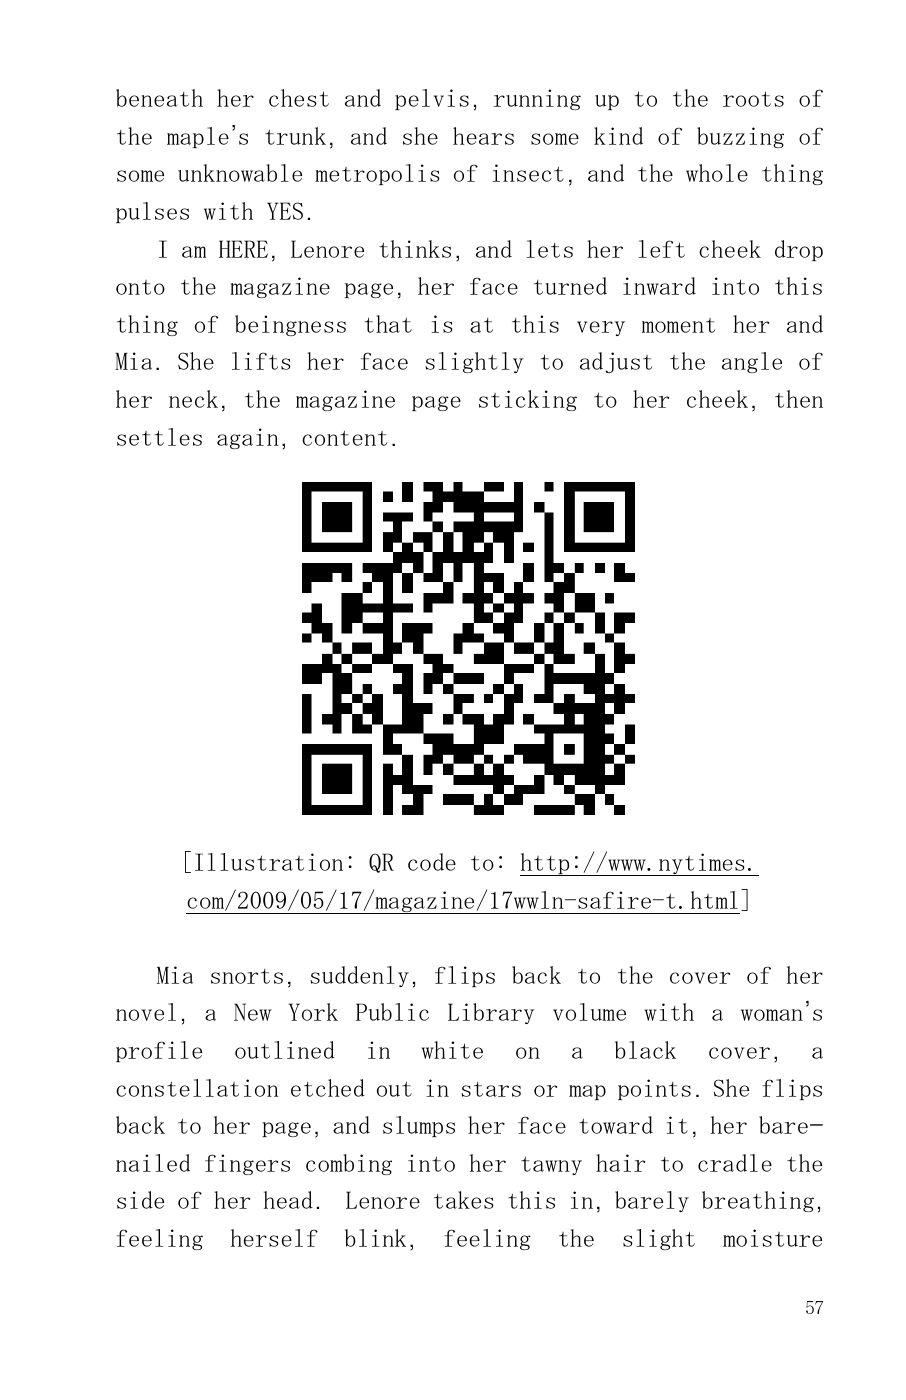 beneath her chest and pelvis, running up to the roots of
the maple's trunk, and she hears some kind of buzzing of
some unknowable metropolis of insect, and the whole thing
pulses with YES.
I am HERE, Lenore thinks, and lets her left cheek drop
onto the magazine page, her face turned inward into this
thing of beingness that is at this very moment her and
Mia. She lifts her face slightly to adjust the angle of
her neck, the magazine page sticking to her cheek, then
settles again, content.
[Illustration: QR code to: http://www.nytimes.
com/2009/05/17/magazine/17wwln-safire-t.html]
Mia snorts, suddenly, flips back to the cover of her
novel, a New York Public Library volume with a woman's
profile outlined in white on a black cover, a
constellation etched out in stars or map points. She flips
back to her page, and slumps her face toward it, her bare-
nailed fingers combing into her tawny hair to cradle the
side of her head. Lenore takes this in, barely breathing,
feeling herself blink, feeling the slight moisture
57